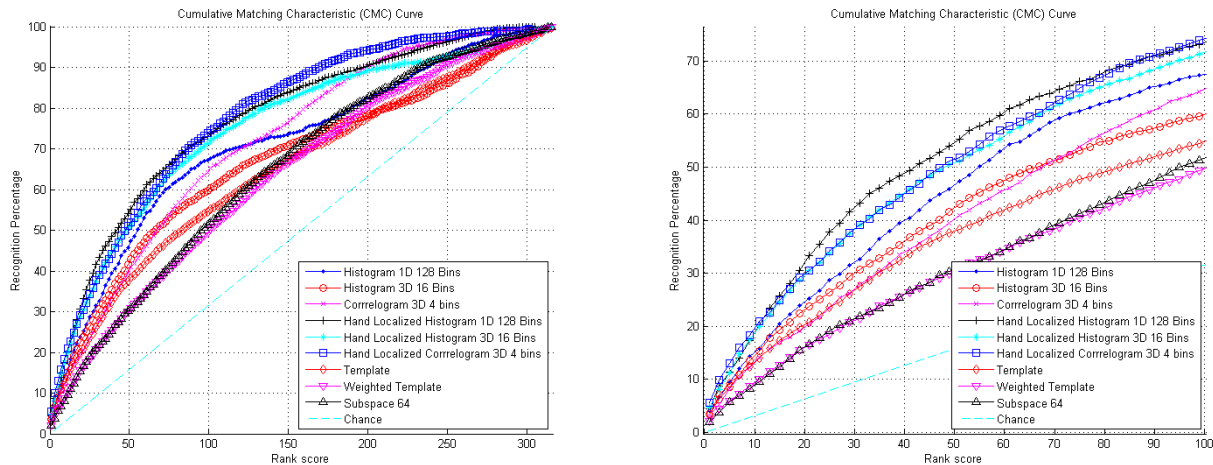 Cumulative Matching Characteristic (CMC) Curve
100
90
80
70
60
50
40
30
20
10
0
Recognition Percentage
0 50 100 150 200 250 300
Rank score
Histogram 1D 128 Bins
Histogram 3D 16 Bins
Corrrelogram 3D 4 bins
Hand Localized Histogram 1D 128 Bins
Hand Localized Histogram 3D 16 Bins
Hand Localized Corrrelogram 3D 4 bins
Template
Weighted Template
Subspace 64
Chance
Cumulative Matching Characteristic (CMC) Curve
70
60
50
40
30
20
10
0
Recognition Percentage
0 10 20 30 40 50 60 70 80 90 100
Rank score
Histogram 1D 128 Bins
Histogram 3D 16 Bins
Corrrelogram 3D 4 bins
Hand Localized Histogram 1D 128 Bins
Hand Localized Histogram 3D 16 Bins
Hand Localized Corrrelogram 3D 4 bins
Template
Weighted Template
Subspace 64
Chance